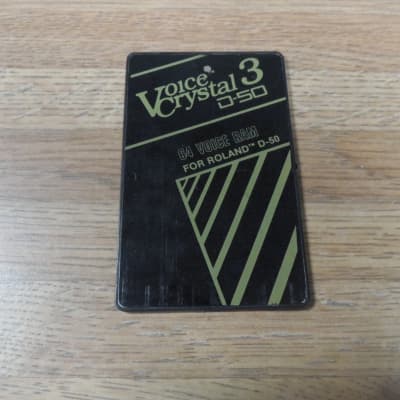 Voice
Crystal 3
D-50
64 VOICE RAM
FOR ROLAND™ D-50